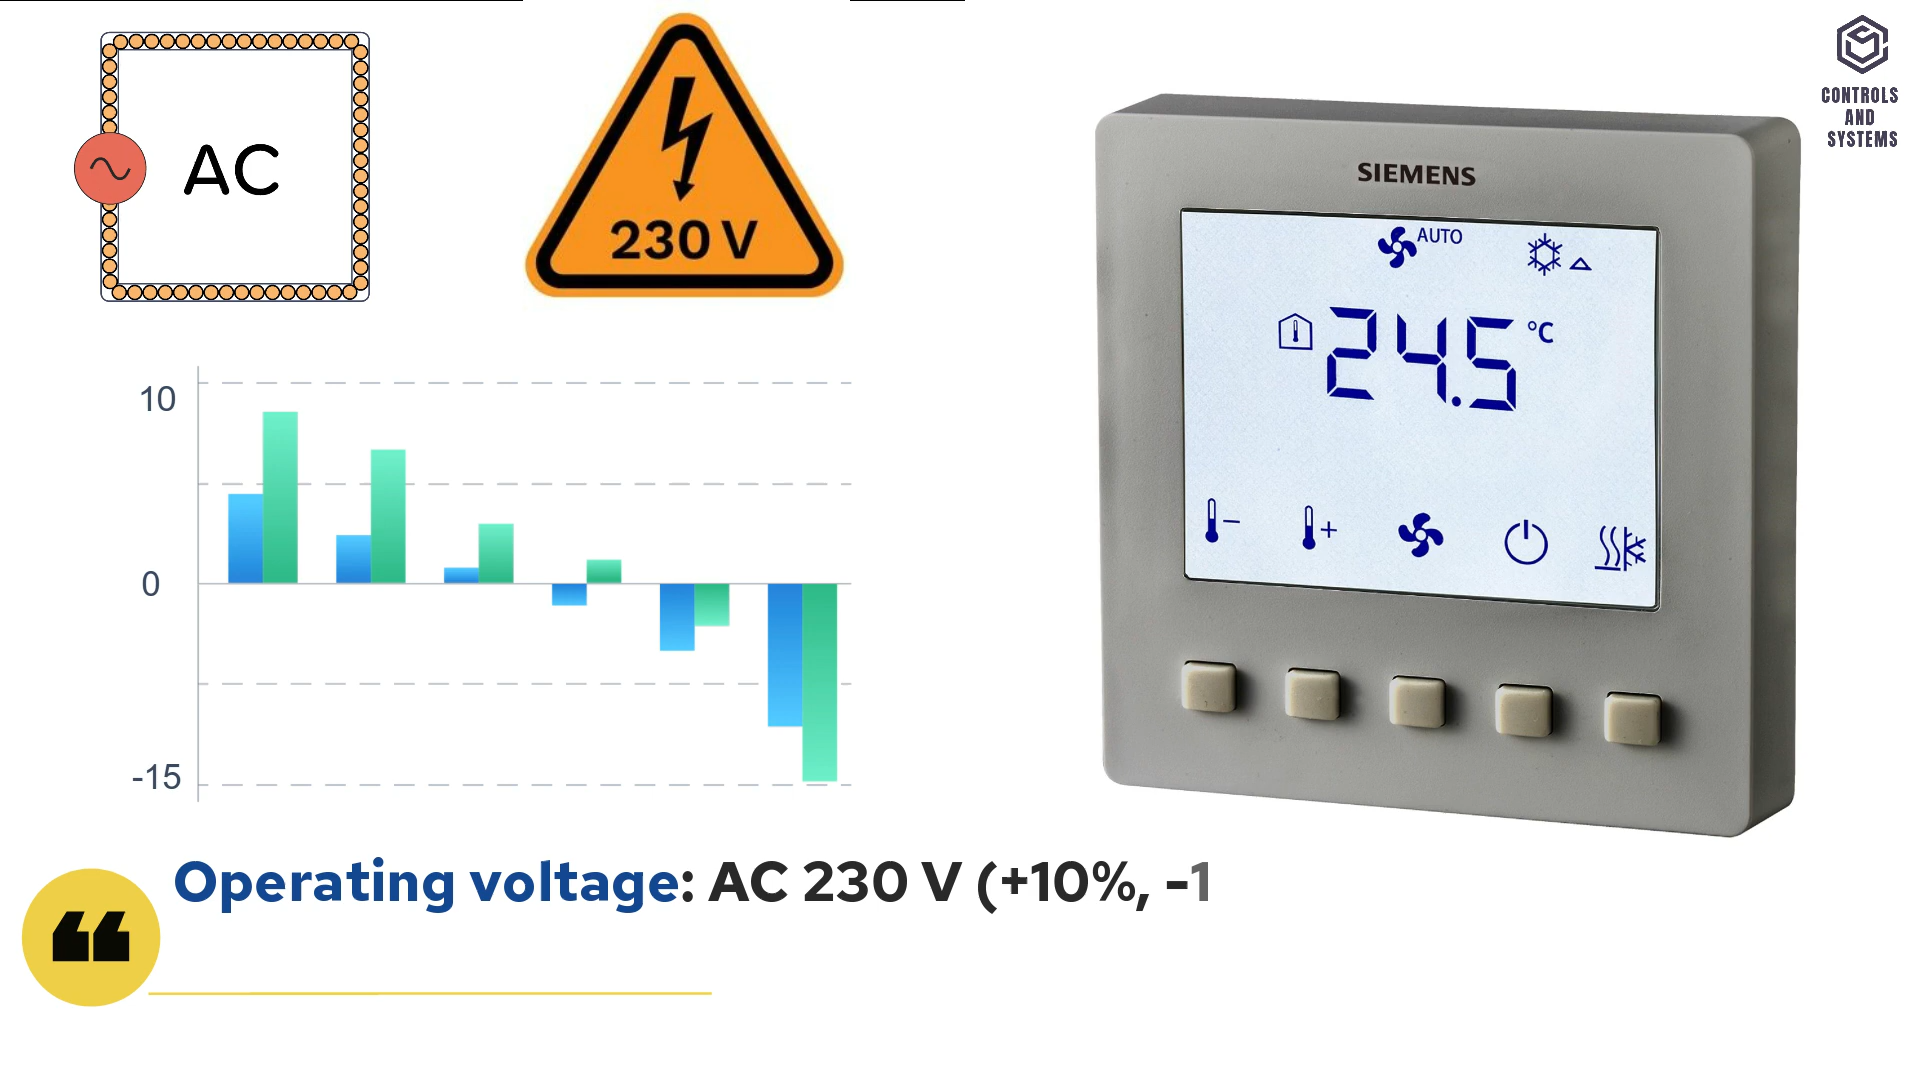 AC
230 V
CONTROLS
AND
SYSTEMS
SIEMENS
AUTO
24.5 °C
10
0
-15
Operating voltage: AC 230 V (+10%, -1